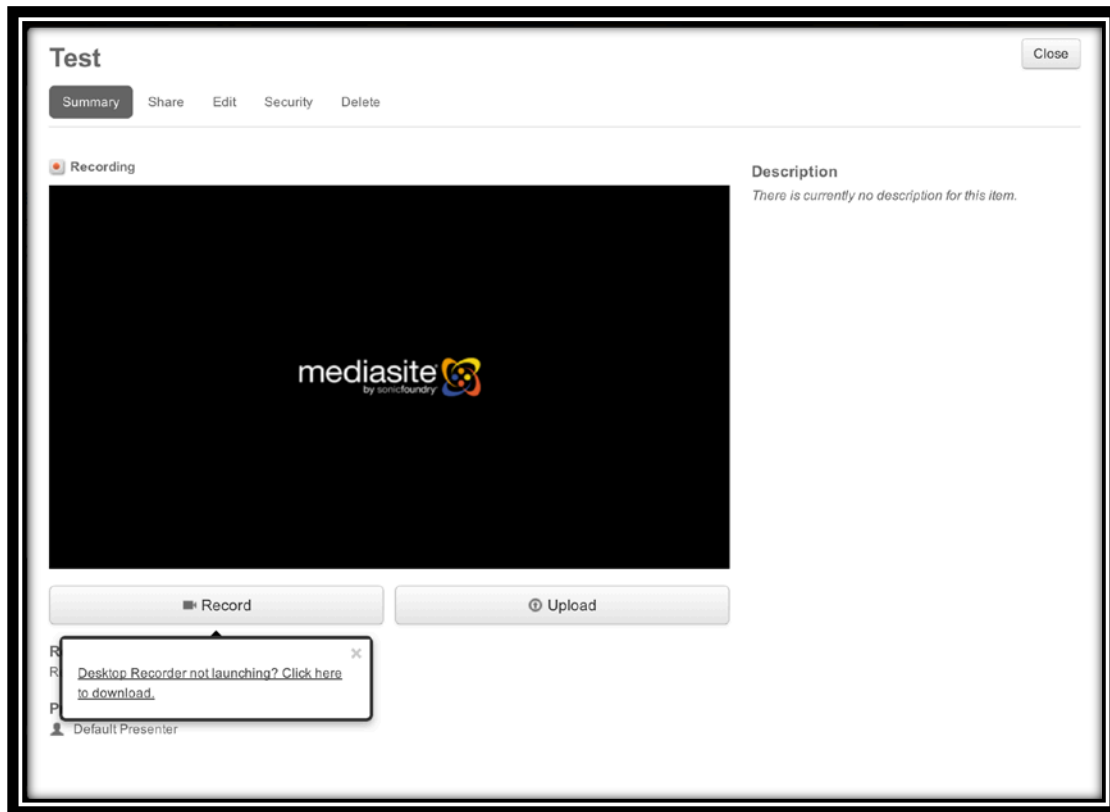 Test
Close
Summary Share Edit Security Delete
Recording
Description
There is currently no description for this item.
mediasite
by sonicfoundry
Record
Upload
Desktop Recorder not launching? Click here
to download.
Default Presenter